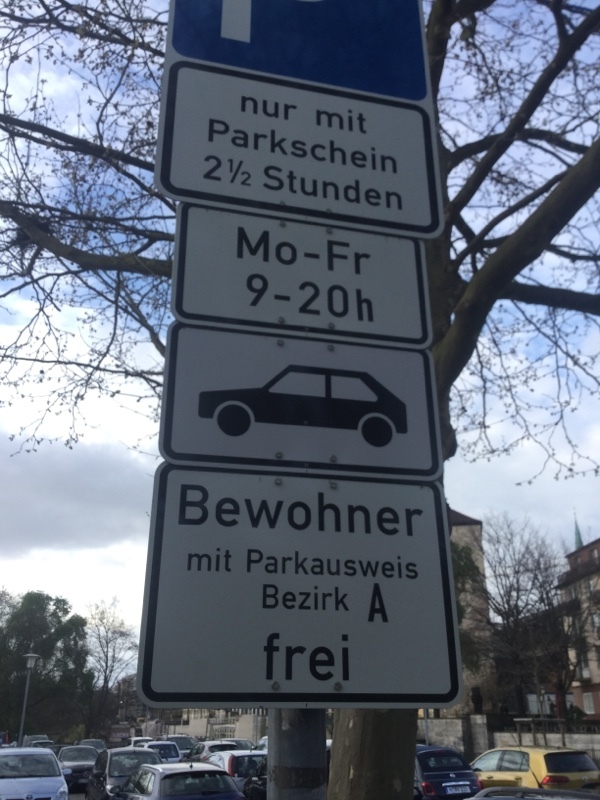 P
nur mit
Parkschein
2½ Stunden
Mo-Fr
9-20h
Bewohner
mit Parkausweis
Bezirk A
frei